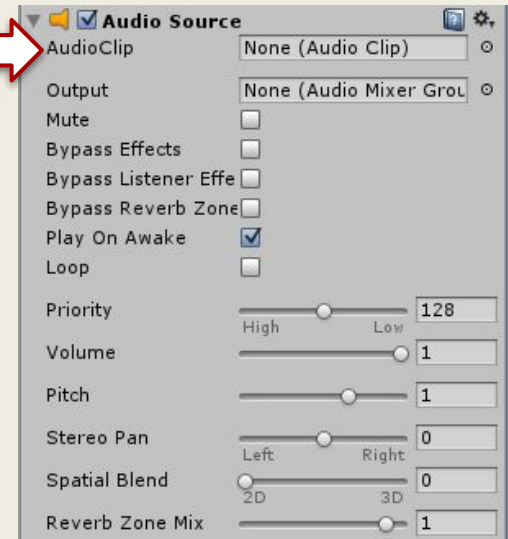 Audio Source
AudioClip None (Audio Clip)
Output None (Audio Mixer Grou
Mute
Bypass Effects
Bypass Listener Effe
Bypass Reverb Zone
Play On Awake
Loop
Priority 128
High Low
Volume 1
Pitch 1
Stereo Pan 0
Left Right
Spatial Blend 0
2D 3D
Reverb Zone Mix 1